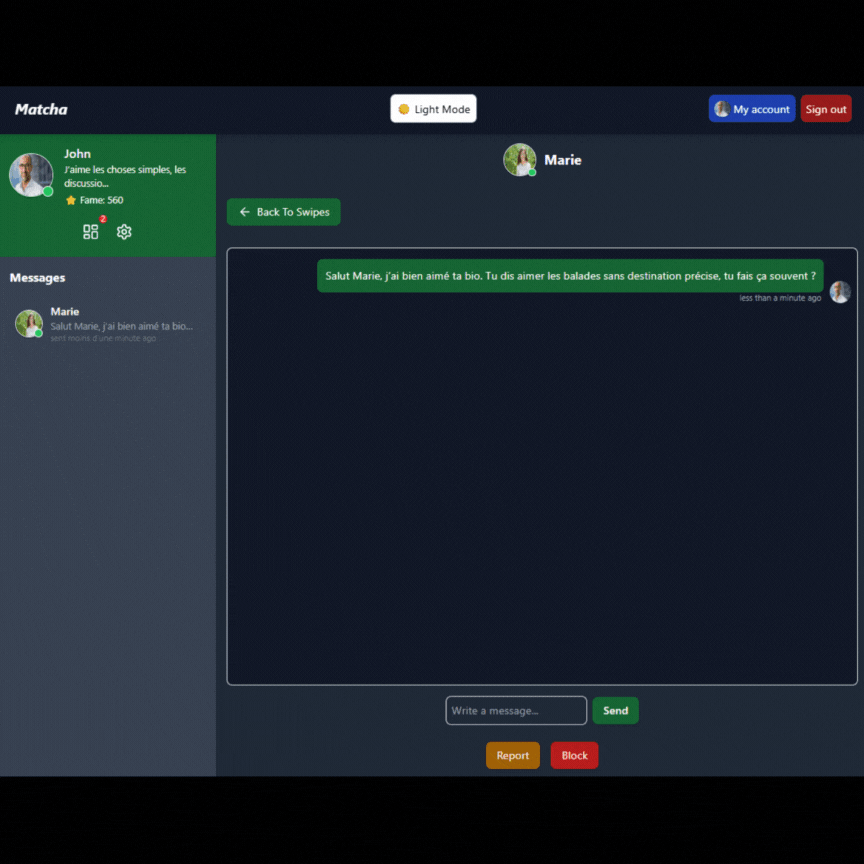 Matcha
Light Mode
My account
Sign out
John
J'aime les choses simples, les
discussio...
Fame: 560
2
Messages
Marie
Salut Marie, j'ai bien aimé ta bio...
sent moins d'une minute ago
Marie
Back To Swipes
Salut Marie, j'ai bien aimé ta bio. Tu dis aimer les balades sans destination précise, tu fais ça souvent ?
less than a minute ago
Write a message...
Send
Report
Block